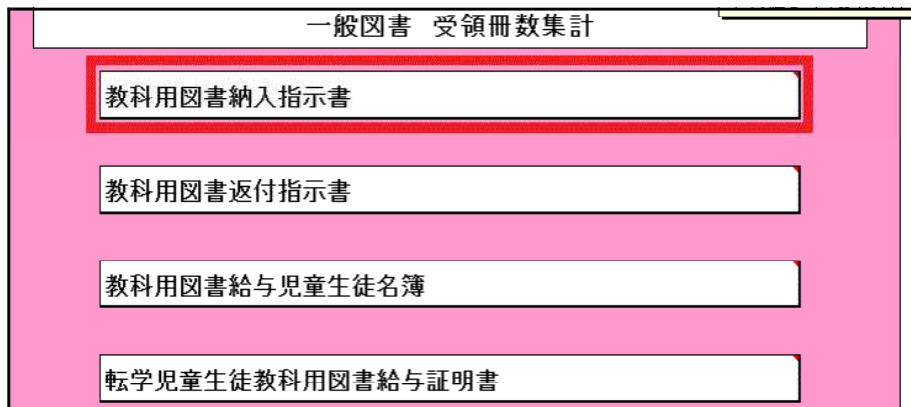 一般図書 受領冊数集計
教科用図書納入指示書
教科用図書返付指示書
教科用図書給与児童生徒名簿
転学児童生徒教科用図書給与証明書